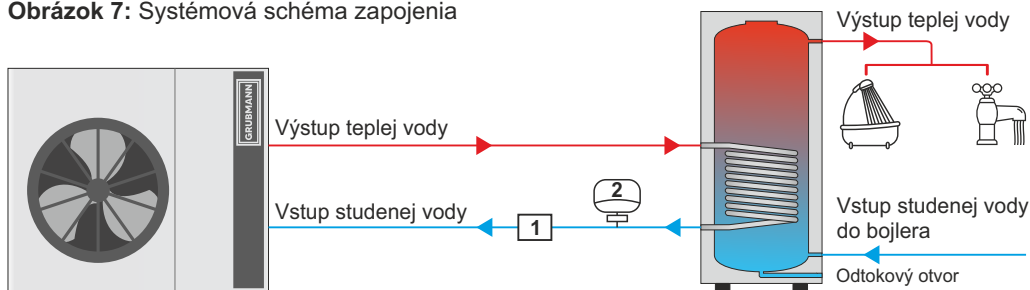 Obrázok 7: Systémová schéma zapojenia
GRUBMANN
Výstup teplej vody
Vstup studenej vody
1
2
Výstup teplej vody
Vstup studenej vody
do bojlera
Odtokový otvor